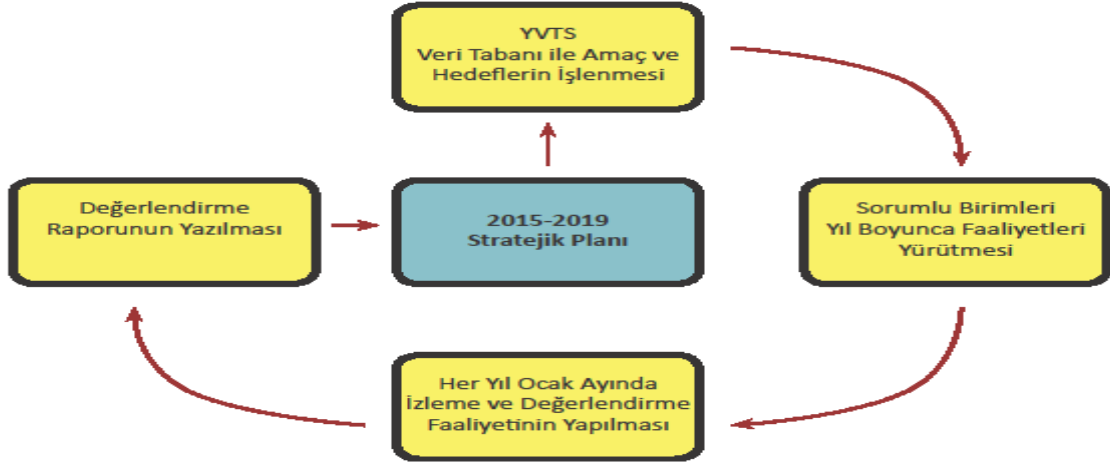 YVTS
Veri Tabanı ile Amaç ve
Hedeflerin İşlenmesi
Değerlendirme
Raporunun Yazılması
2015-2019
Stratejik Planı
Sorumlu Birimleri
Yıl Boyunca Faaliyetleri
Yürütmesi
Her Yıl Ocak Ayında
İzleme ve Değerlendirme
Faaliyetinin Yapılması